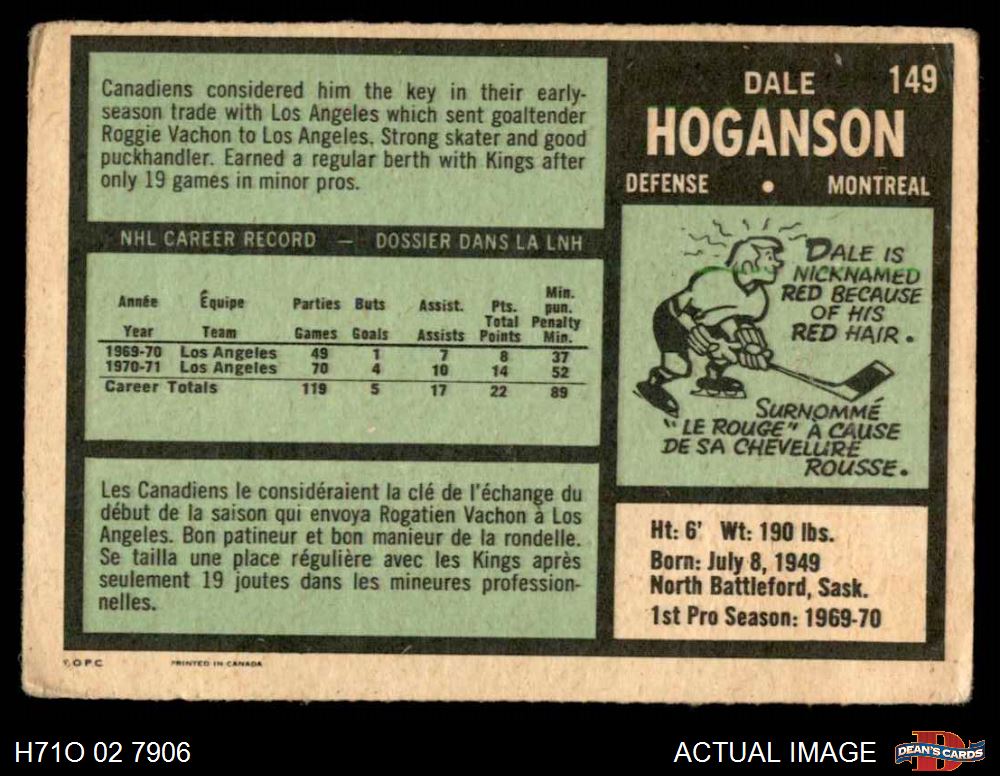 Canadiens considered him the key in their early-
season trade with Los Angeles which sent goaltender
Roggie Vachon to Los Angeles. Strong skater and good
puckhandler. Earned a regular berth with Kings after
only 19 games in minor pros.
DALE 149
HOGANSON
DEFENSE • MONTREAL
NHL CAREER RECORD — DOSSIER DANS LA LNH
Année Équipe Parties Buts Assist. Pts. Min. pun.
Year Team Games Goals Assists Total Points Penalty Min.
1969-70 Los Angeles 49 1 7 8 37
1970-71 Los Angeles 70 4 10 14 52
Career Totals 119 5 17 22 89
DALE IS
NICKNAMED
RED BECAUSE
OF HIS
RED HAIR.
SURNOMMÉ
"LE ROUGE" À CAUSE
DE SA CHEVELURE
ROUSSE.
Les Canadiens le considéraient la clé de l'échange du
début de la saison qui envoya Rogatien Vachon à Los
Angeles. Bon patineur et bon manieur de la rondelle.
Se tailla une place régulière avec les Kings après
seulement 19 joutes dans les mineures profession-
nelles.
Ht: 6' Wt: 190 lbs.
Born: July 8, 1949
North Battleford, Sask.
1st Pro Season: 1969-70
O P C PRINTED IN CANADA
H71O 02 7906
ACTUAL IMAGE
DEAN'S CARDS